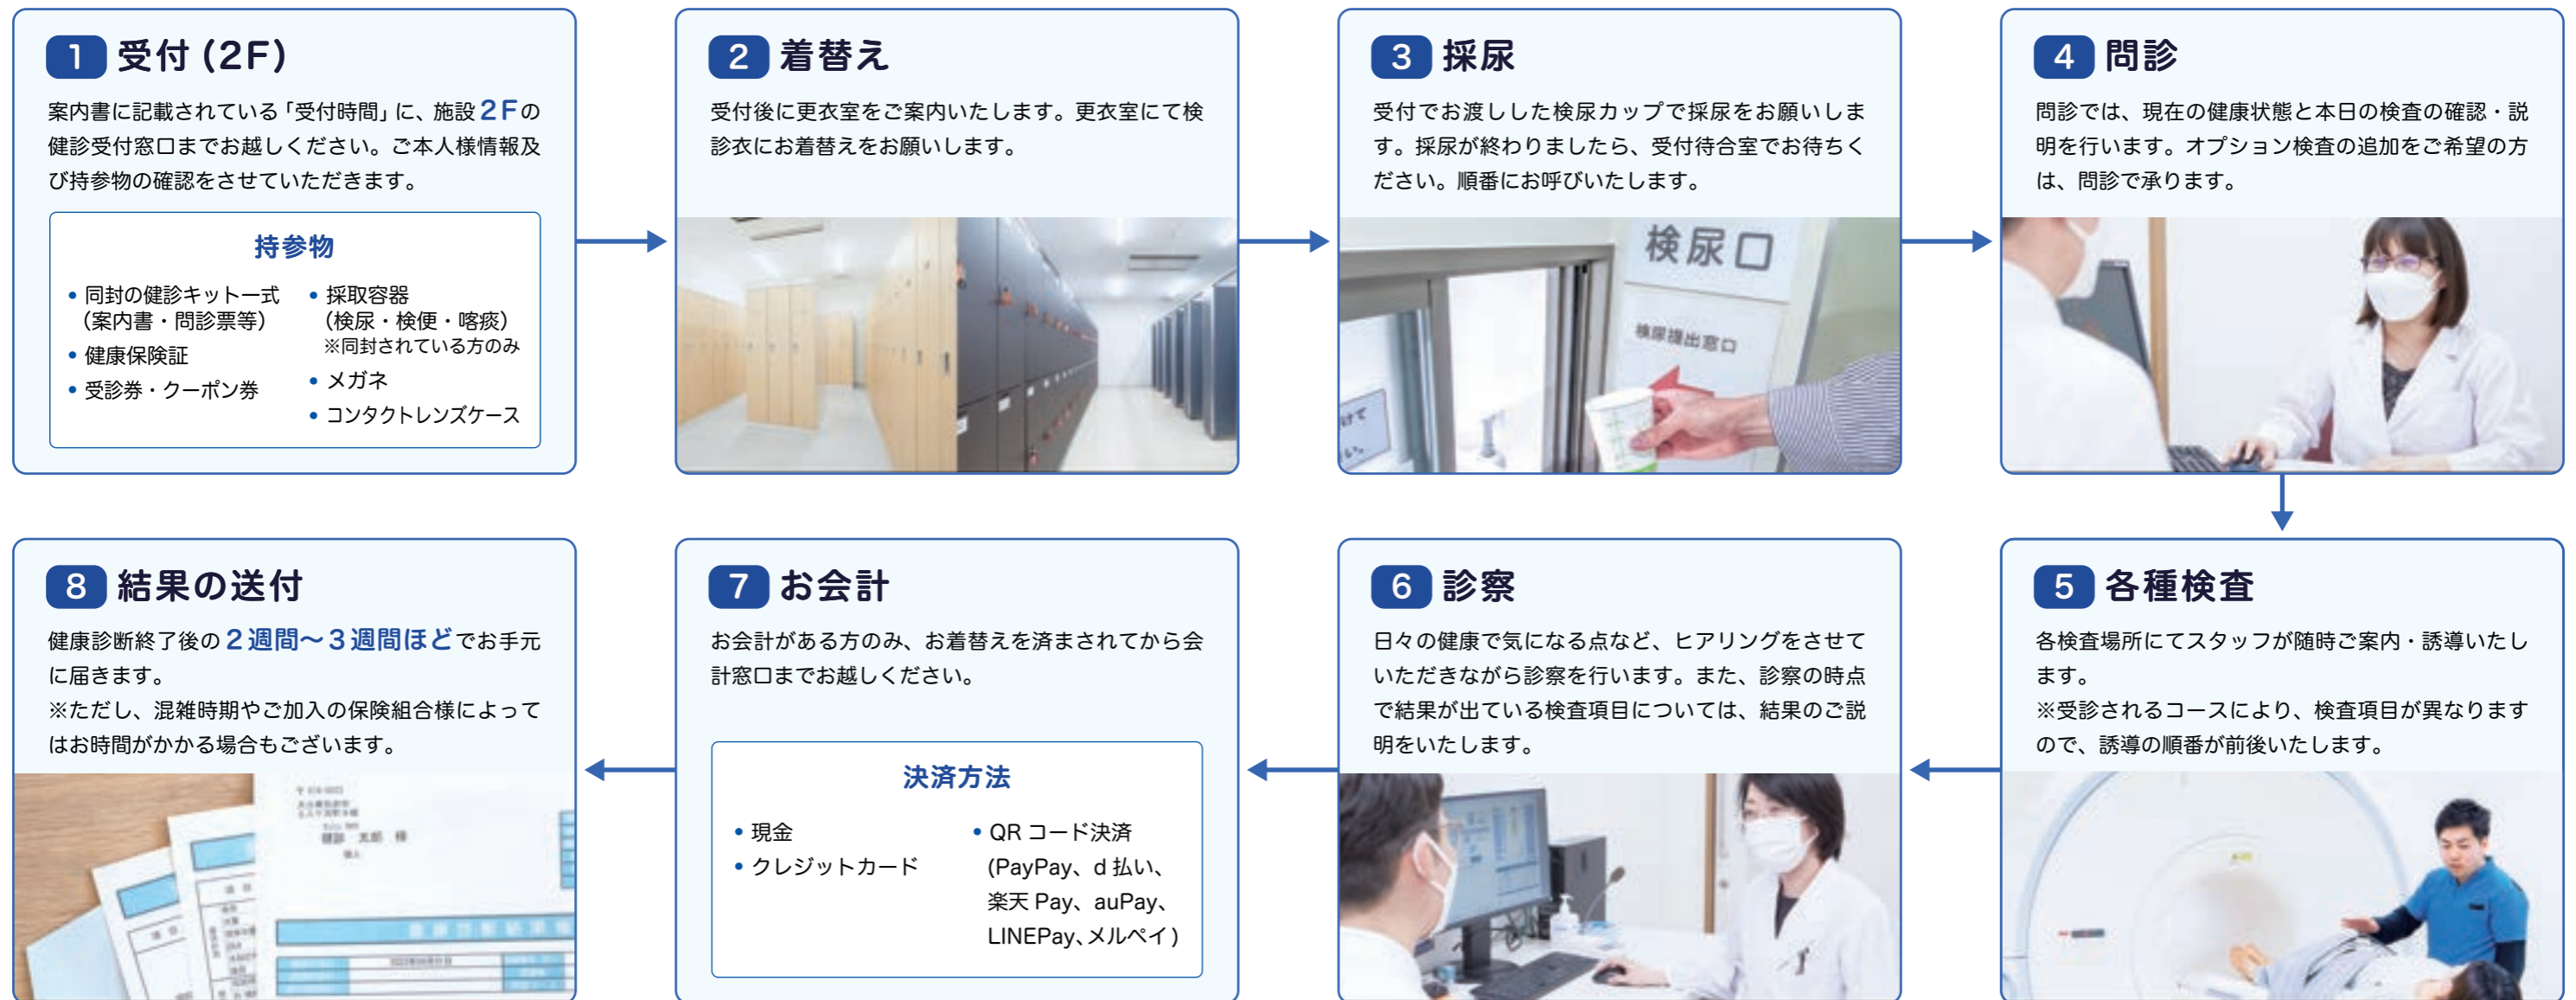 1 受付 (2F)
案内書に記載されている「受付時間」に、施設 2F の
健診受付窓口までお越しください。ご本人様情報及
び持参物の確認をさせていただきます。
持参物
• 同封の健診キット一式
（案内書・問診票等）
• 健康保険証
• 受診券・クーポン券
• 採取容器
（検尿・検便・喀痰）
※同封されている方のみ
• メガネ
• コンタクトレンズケース
2 着替え
受付後に更衣室をご案内いたします。更衣室にて検
診衣にお着替えをお願いします。
3 採尿
受付でお渡しした検尿カップで採尿をお願いしま
す。採尿が終わりましたら、受付待合室でお待ちく
ださい。順番にお呼びいたします。
検尿口
検尿提出窓口
4 問診
問診では、現在の健康状態と本日の検査の確認・説
明を行います。オプション検査の追加をご希望の方
は、問診で承ります。
5 各種検査
各検査場所にてスタッフが随時ご案内・誘導いたし
ます。
※受診されるコースにより、検査項目が異なります
ので、誘導の順番が前後いたします。
6 診察
日々の健康で気になる点など、ヒアリングをさせて
いただきながら診察を行います。また、診察の時点
で結果が出ている検査項目については、結果のご説
明をいたします。
7 お会計
お会計がある方のみ、お着替えを済まされてから会
計窓口までお越しください。
決済方法
• 現金
• クレジットカード
• QR コード決済
(PayPay、d 払い、
楽天 Pay、auPay、
LINEPay、メルペイ)
8 結果の送付
健康診断終了後の 2 週間～3 週間ほどでお手元
に届きます。
※ただし、混雑時期やご加入の保険組合様によって
はお時間がかかる場合もございます。
健診 太郎 様